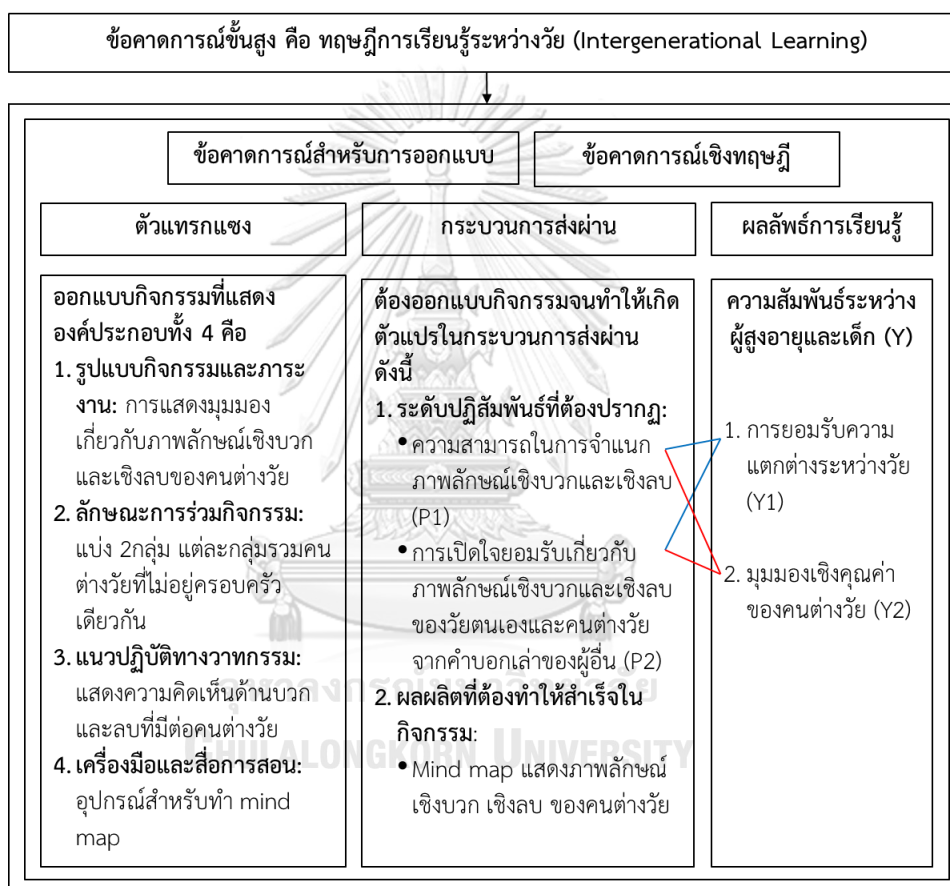 ข้อคาดการณ์ขั้นสูง คือ ทฤษฎีการเรียนรู้ระหว่างวัย (Intergenerational Learning)
ข้อคาดการณ์สำหรับการออกแบบ
ข้อคาดการณ์เชิงทฤษฎี
ตัวแทรกแซง
กระบวนการส่งผ่าน
ผลลัพธ์การเรียนรู้
ออกแบบกิจกรรมที่แสดง
องค์ประกอบทั้ง 4 คือ
1. รูปแบบกิจกรรมและภาระ
งาน: การแสดงมุมมอง
เกี่ยวกับภาพลักษณ์เชิงบวก
และเชิงลบของคนต่างวัย
2. ลักษณะการร่วมกิจกรรม:
แบ่ง 2กลุ่ม แต่ละกลุ่มรวมคน
ต่างวัยที่ไม่อยู่ครอบครัว
เดียวกัน
3. แนวปฏิบัติทางวาทกรรม:
แสดงความคิดเห็นด้านบวก
และลบที่มีต่อคนต่างวัย
4. เครื่องมือและสื่อการสอน:
อุปกรณ์สำหรับทำ mind
map
ต้องออกแบบกิจกรรมจนทำให้เกิด
ตัวแปรในกระบวนการส่งผ่าน
ดังนี้
1. ระดับปฏิสัมพันธ์ที่ต้องปรากฏ:
•ความสามารถในการจำแนก
ภาพลักษณ์เชิงบวกและเชิงลบ
(P1)
•การเปิดใจยอมรับเกี่ยวกับ
ภาพลักษณ์เชิงบวกและเชิงลบ
ของวัยตนเองและคนต่างวัย
จากคำบอกเล่าของผู้อื่น (P2)
2. ผลผลิตที่ต้องทำให้สำเร็จใน
กิจกรรม:
•Mind map แสดงภาพลักษณ์
เชิงบวก เชิงลบ ของคนต่างวัย
ความสัมพันธ์ระหว่าง
ผู้สูงอายุและเด็ก (Y)
1. การยอมรับความ
แตกต่างระหว่างวัย
(Y1)
2. มุมมองเชิงคุณค่า
ของคนต่างวัย (Y2)
จุฬาลงกรณ์มหาวิทยาลัย
CHULALONGKORN UNIVERSITY